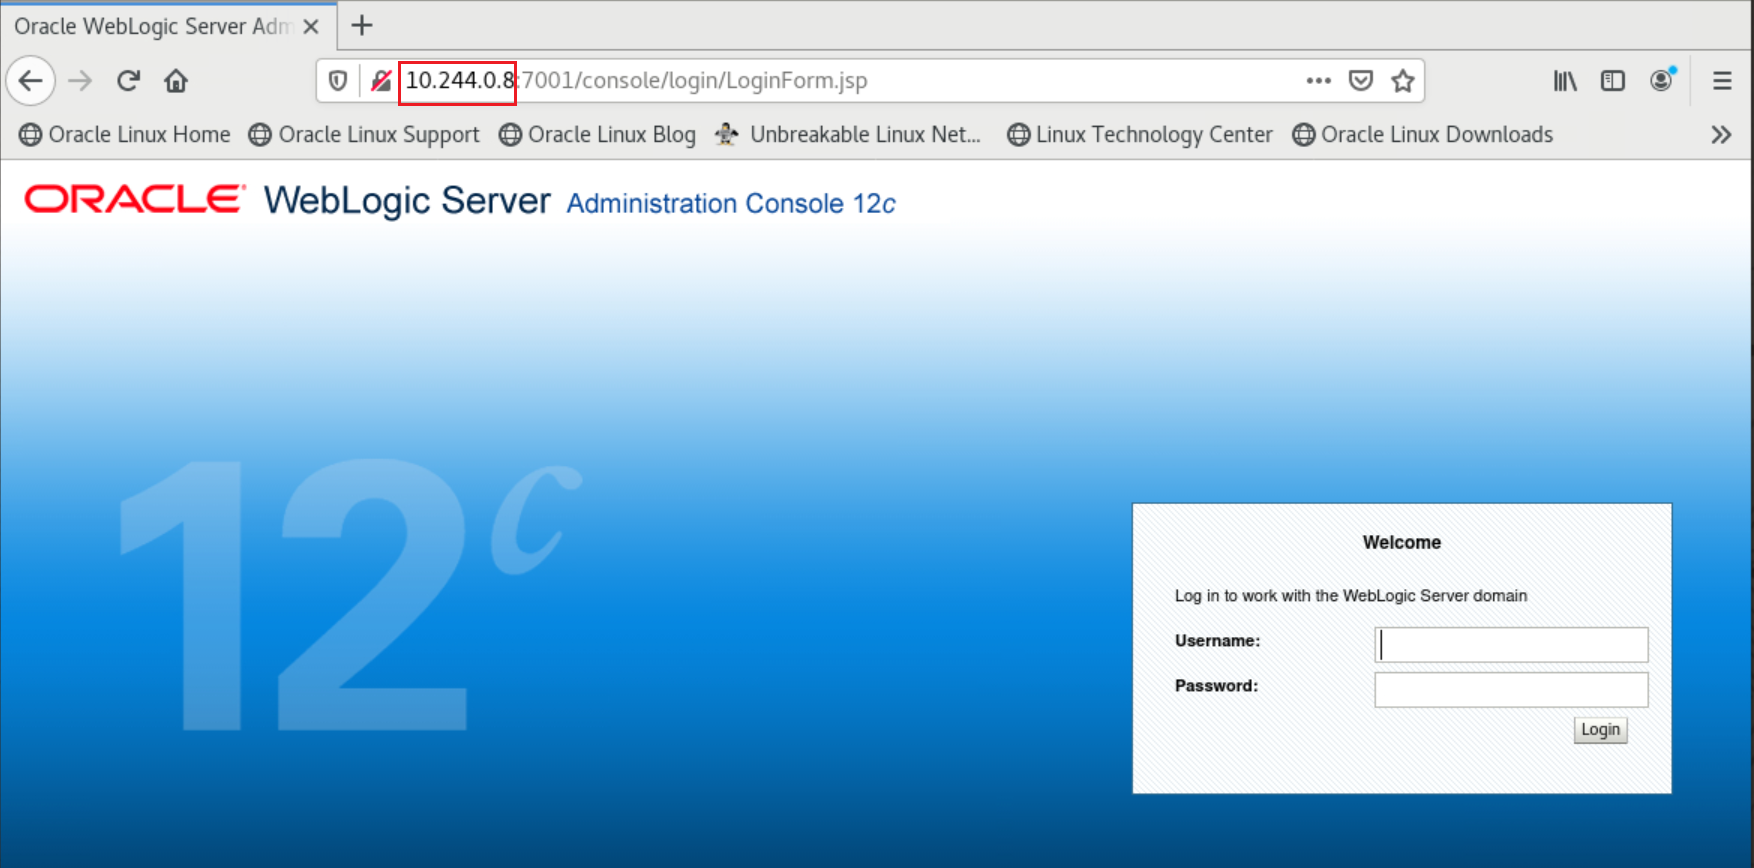 Oracle WebLogic Server Adm
10.244.0.8:7001/console/login/LoginForm.jsp
Oracle Linux Home Oracle Linux Support Oracle Linux Blog Unbreakable Linux Net... Linux Technology Center Oracle Linux Downloads
ORACLE WebLogic Server Administration Console 12c
12c
Welcome
Log in to work with the WebLogic Server domain
Username:
Password:
Login